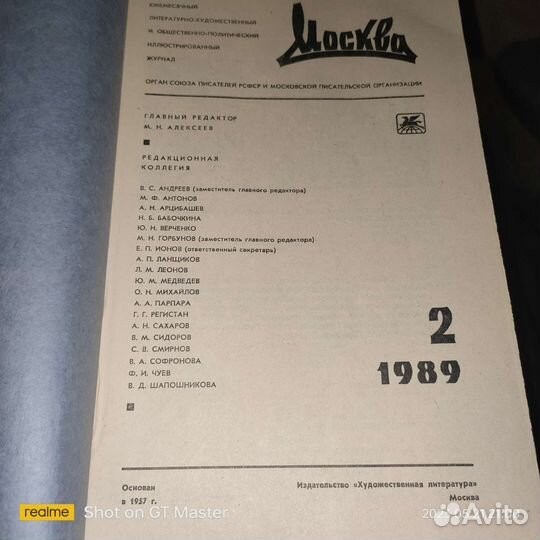 ЕЖЕМЕСЯЧНЫЙ
ЛИТЕРАТУРНО-ХУДОЖЕСТВЕННЫЙ
И ОБЩЕСТВЕННО-ПОЛИТИЧЕСКИЙ
ИЛЛЮСТРИРОВАННЫЙ
ЖУРНАЛ
Москва
ОРГАН СОЮЗА ПИСАТЕЛЕЙ РСФСР И МОСКОВСКОЙ ПИСАТЕЛЬСКОЙ ОРГАНИЗАЦИИ
ГЛАВНЫЙ РЕДАКТОР
М. Н. АЛЕКСЕЕВ
РЕДАКЦИОННАЯ
КОЛЛЕГИЯ
В. С. АНДРЕЕВ (заместитель главного редактора)
М. Ф. АНТОНОВ
А. Н. АРЦИБАШЕВ
Н. Б. БАБОЧКИНА
Ю. Н. ВЕРЧЕНКО
М. Н. ГОРБУНОВ (заместитель главного редактора)
Е. П. ИОНОВ (ответственный секретарь)
А. П. ЛАНЩИКОВ
Л. М. ЛЕОНОВ
Ю. М. МЕДВЕДЕВ
О. Н. МИХАЙЛОВ
А. А. ПАРПАРА
Г. Г. РЕГИСТАН
А. Н. САХАРОВ
В. М. СИДОРОВ
С. В. СМИРНОВ
В. А. СОФРОНОВА
Ф. И. ЧУЕВ
В. Д. ШАПОШНИКОВА
2
1989
Основан
в 1957 г.
Издательство «Художественная литература»
Москва
realme Shot on GT Master
Avito